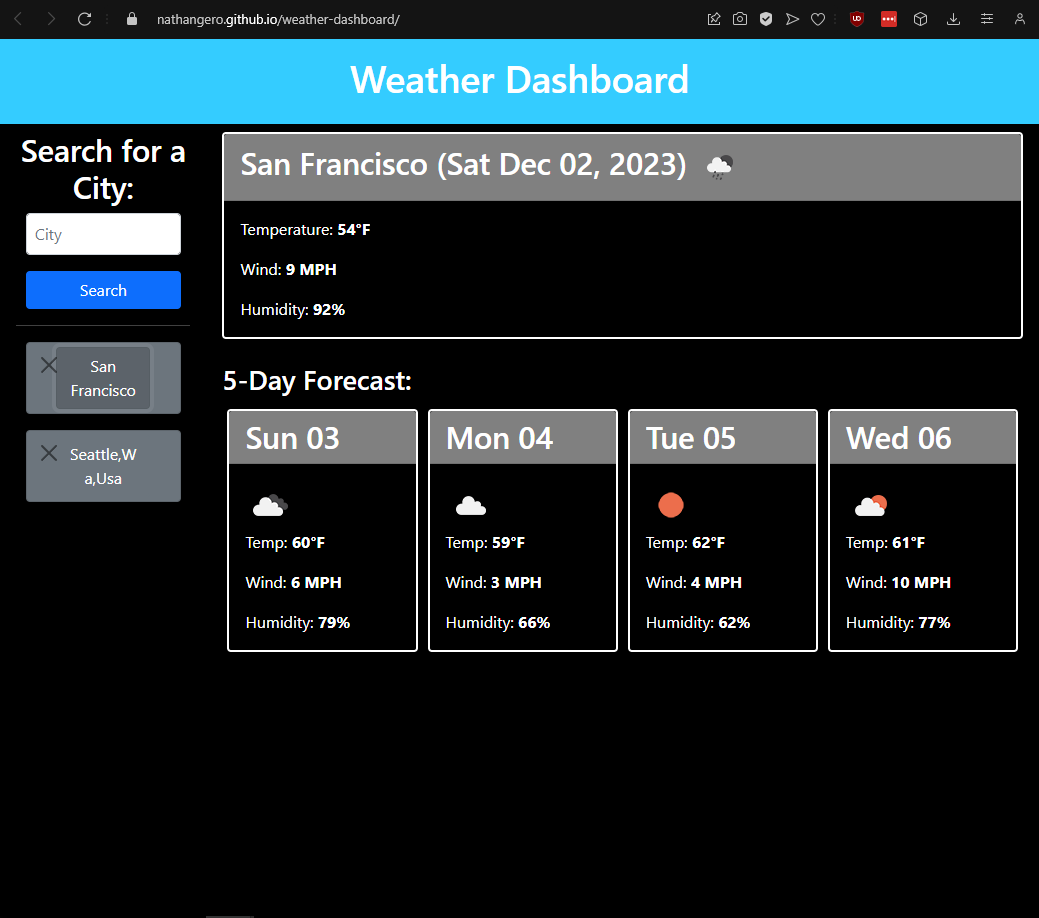 nathangero.github.io/weather-dashboard/
Weather Dashboard
Search for a
City:
City
Search
San
Francisco
Seattle,W
a,Usa
San Francisco (Sat Dec 02, 2023)
Temperature: 54°F
Wind: 9 MPH
Humidity: 92%
5-Day Forecast:
Sun 03
Temp: 60°F
Wind: 6 MPH
Humidity: 79%
Mon 04
Temp: 59°F
Wind: 3 MPH
Humidity: 66%
Tue 05
Temp: 62°F
Wind: 4 MPH
Humidity: 62%
Wed 06
Temp: 61°F
Wind: 10 MPH
Humidity: 77%